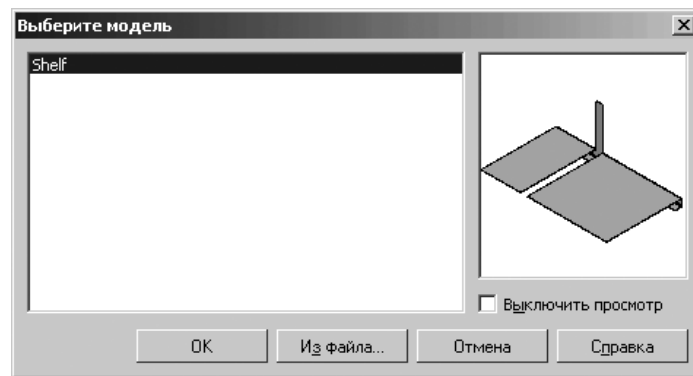 Выберите модель
Shelf
Выключить просмотр
OK
Из файла...
Отмена
Справка